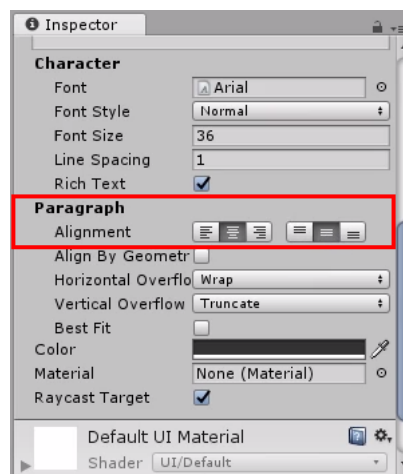 Inspector
Character
Font Arial
Font Style Normal
Font Size 36
Line Spacing 1
Rich Text
Paragraph
Alignment
Align By Geometr
Horizontal Overflo Wrap
Vertical Overflow Truncate
Best Fit
Color
Material None (Material)
Raycast Target
Default UI Material
Shader UI/Default